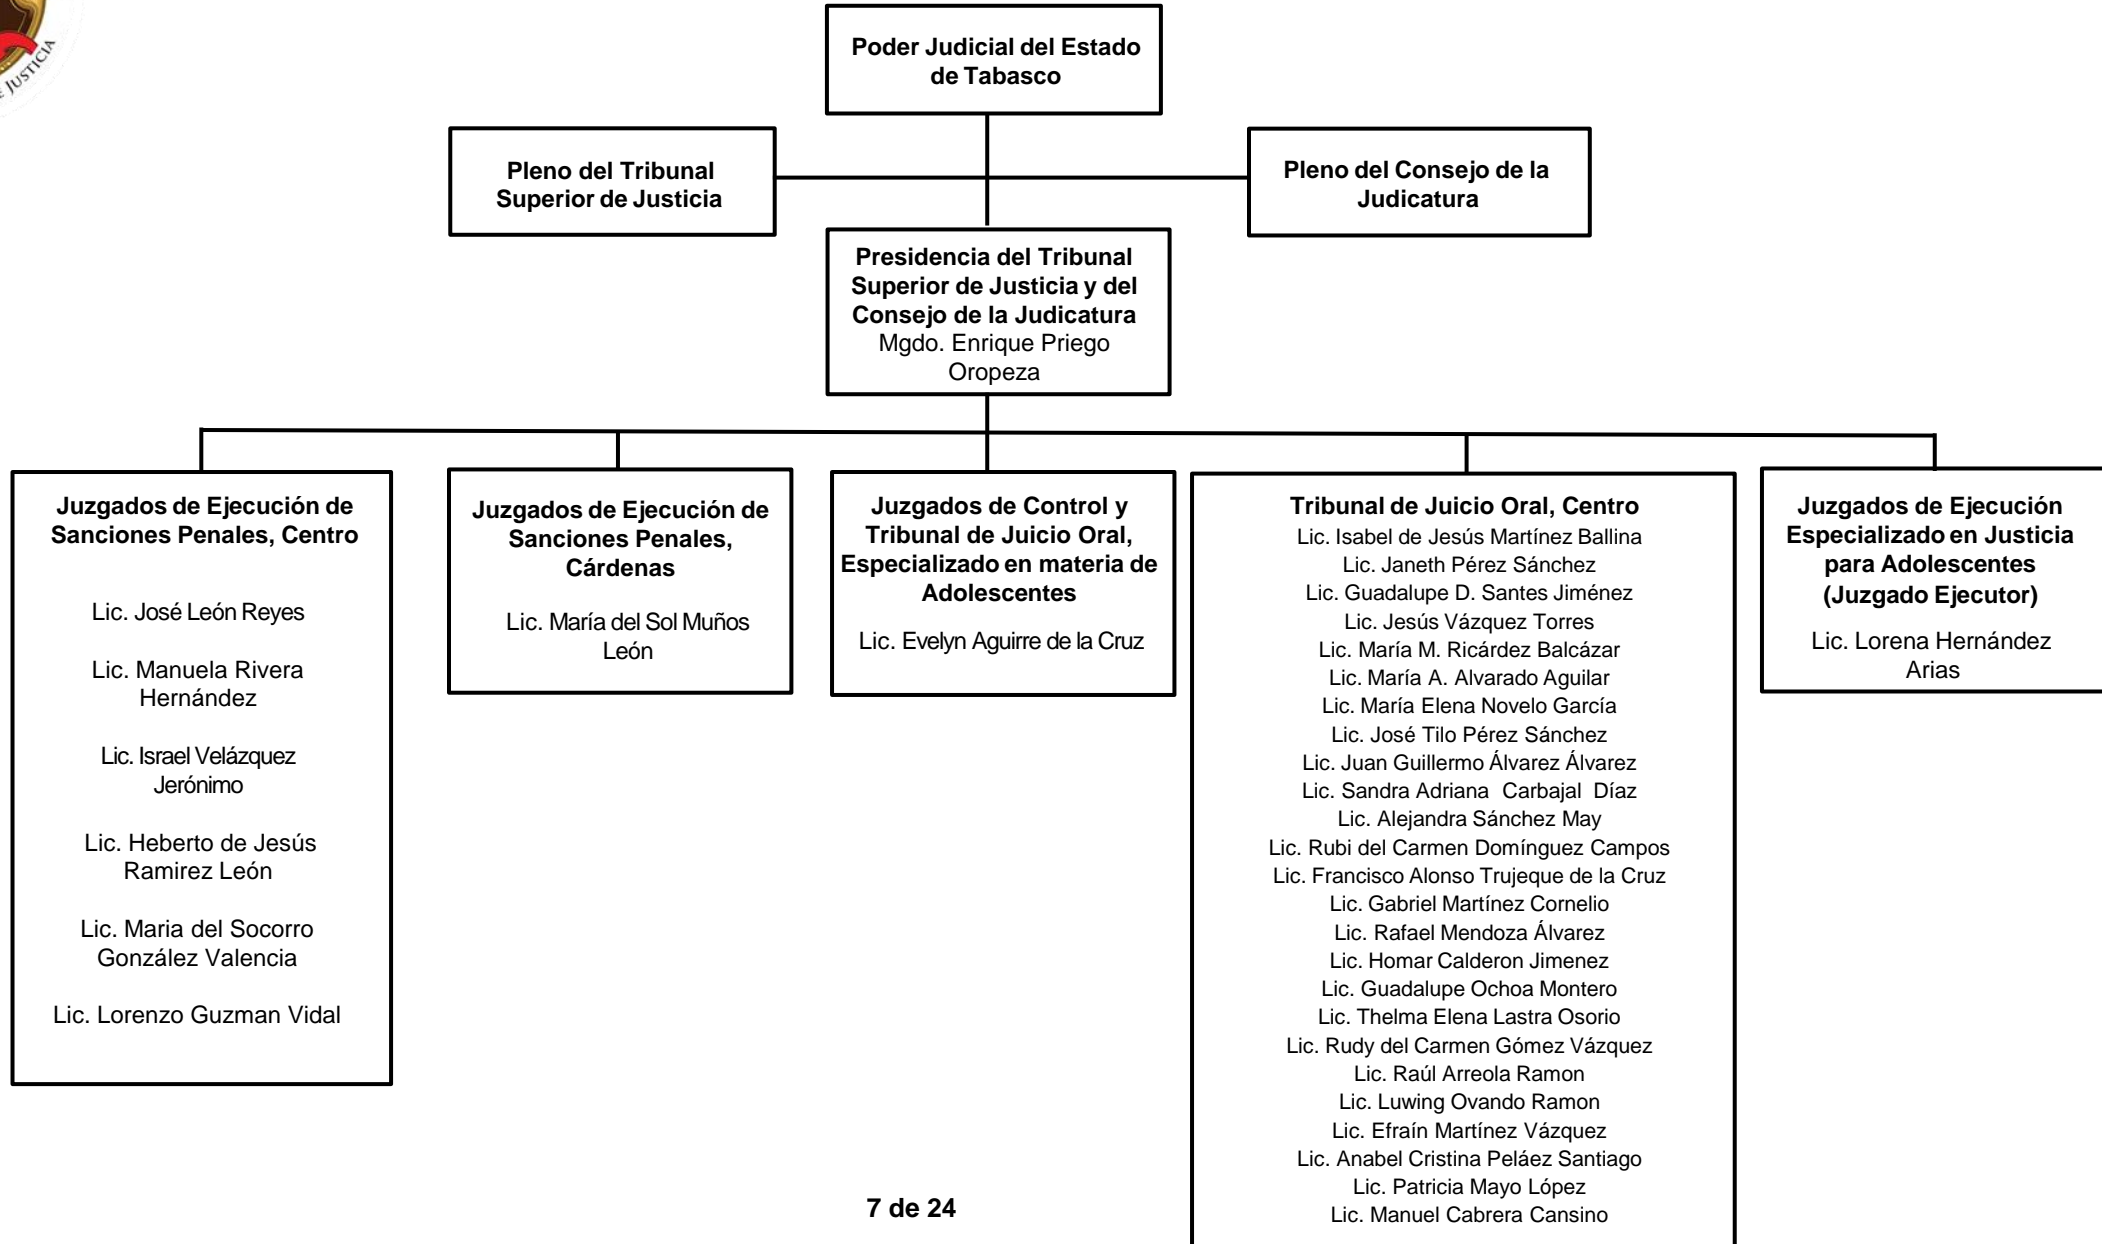 E JUSTICIA
Poder Judicial del Estado
de Tabasco
Pleno del Tribunal
Superior de Justicia
Pleno del Consejo de la
Judicatura
Presidencia del Tribunal
Superior de Justicia y del
Consejo de la Judicatura
Mgdo. Enrique Priego
Oropeza
Juzgados de Ejecución de
Sanciones Penales, Centro
Lic. José León Reyes
Lic. Manuela Rivera
Hernández
Lic. Israel Velázquez
Jerónimo
Lic. Heberto de Jesús
Ramirez León
Lic. Maria del Socorro
González Valencia
Lic. Lorenzo Guzman Vidal
Juzgados de Ejecución de
Sanciones Penales,
Cárdenas
Lic. María del Sol Muños
León
Juzgados de Control y
Tribunal de Juicio Oral,
Especializado en materia de
Adolescentes
Lic. Evelyn Aguirre de la Cruz
Tribunal de Juicio Oral, Centro
Lic. Isabel de Jesús Martínez Ballina
Lic. Janeth Pérez Sánchez
Lic. Guadalupe D. Santes Jiménez
Lic. Jesús Vázquez Torres
Lic. María M. Ricárdez Balcázar
Lic. María A. Alvarado Aguilar
Lic. María Elena Novelo García
Lic. José Tilo Pérez Sánchez
Lic. Juan Guillermo Álvarez Álvarez
Lic. Sandra Adriana Carbajal Díaz
Lic. Alejandra Sánchez May
Lic. Rubi del Carmen Domínguez Campos
Lic. Francisco Alonso Trujeque de la Cruz
Lic. Gabriel Martínez Cornelio
Lic. Rafael Mendoza Álvarez
Lic. Homar Calderon Jimenez
Lic. Guadalupe Ochoa Montero
Lic. Thelma Elena Lastra Osorio
Lic. Rudy del Carmen Gómez Vázquez
Lic. Raúl Arreola Ramon
Lic. Luwing Ovando Ramon
Lic. Efraín Martínez Vázquez
Lic. Anabel Cristina Peláez Santiago
Lic. Patricia Mayo López
Lic. Manuel Cabrera Cansino
Juzgados de Ejecución
Especializado en Justicia
para Adolescentes
(Juzgado Ejecutor)
Lic. Lorena Hernández
Arias
7 de 24